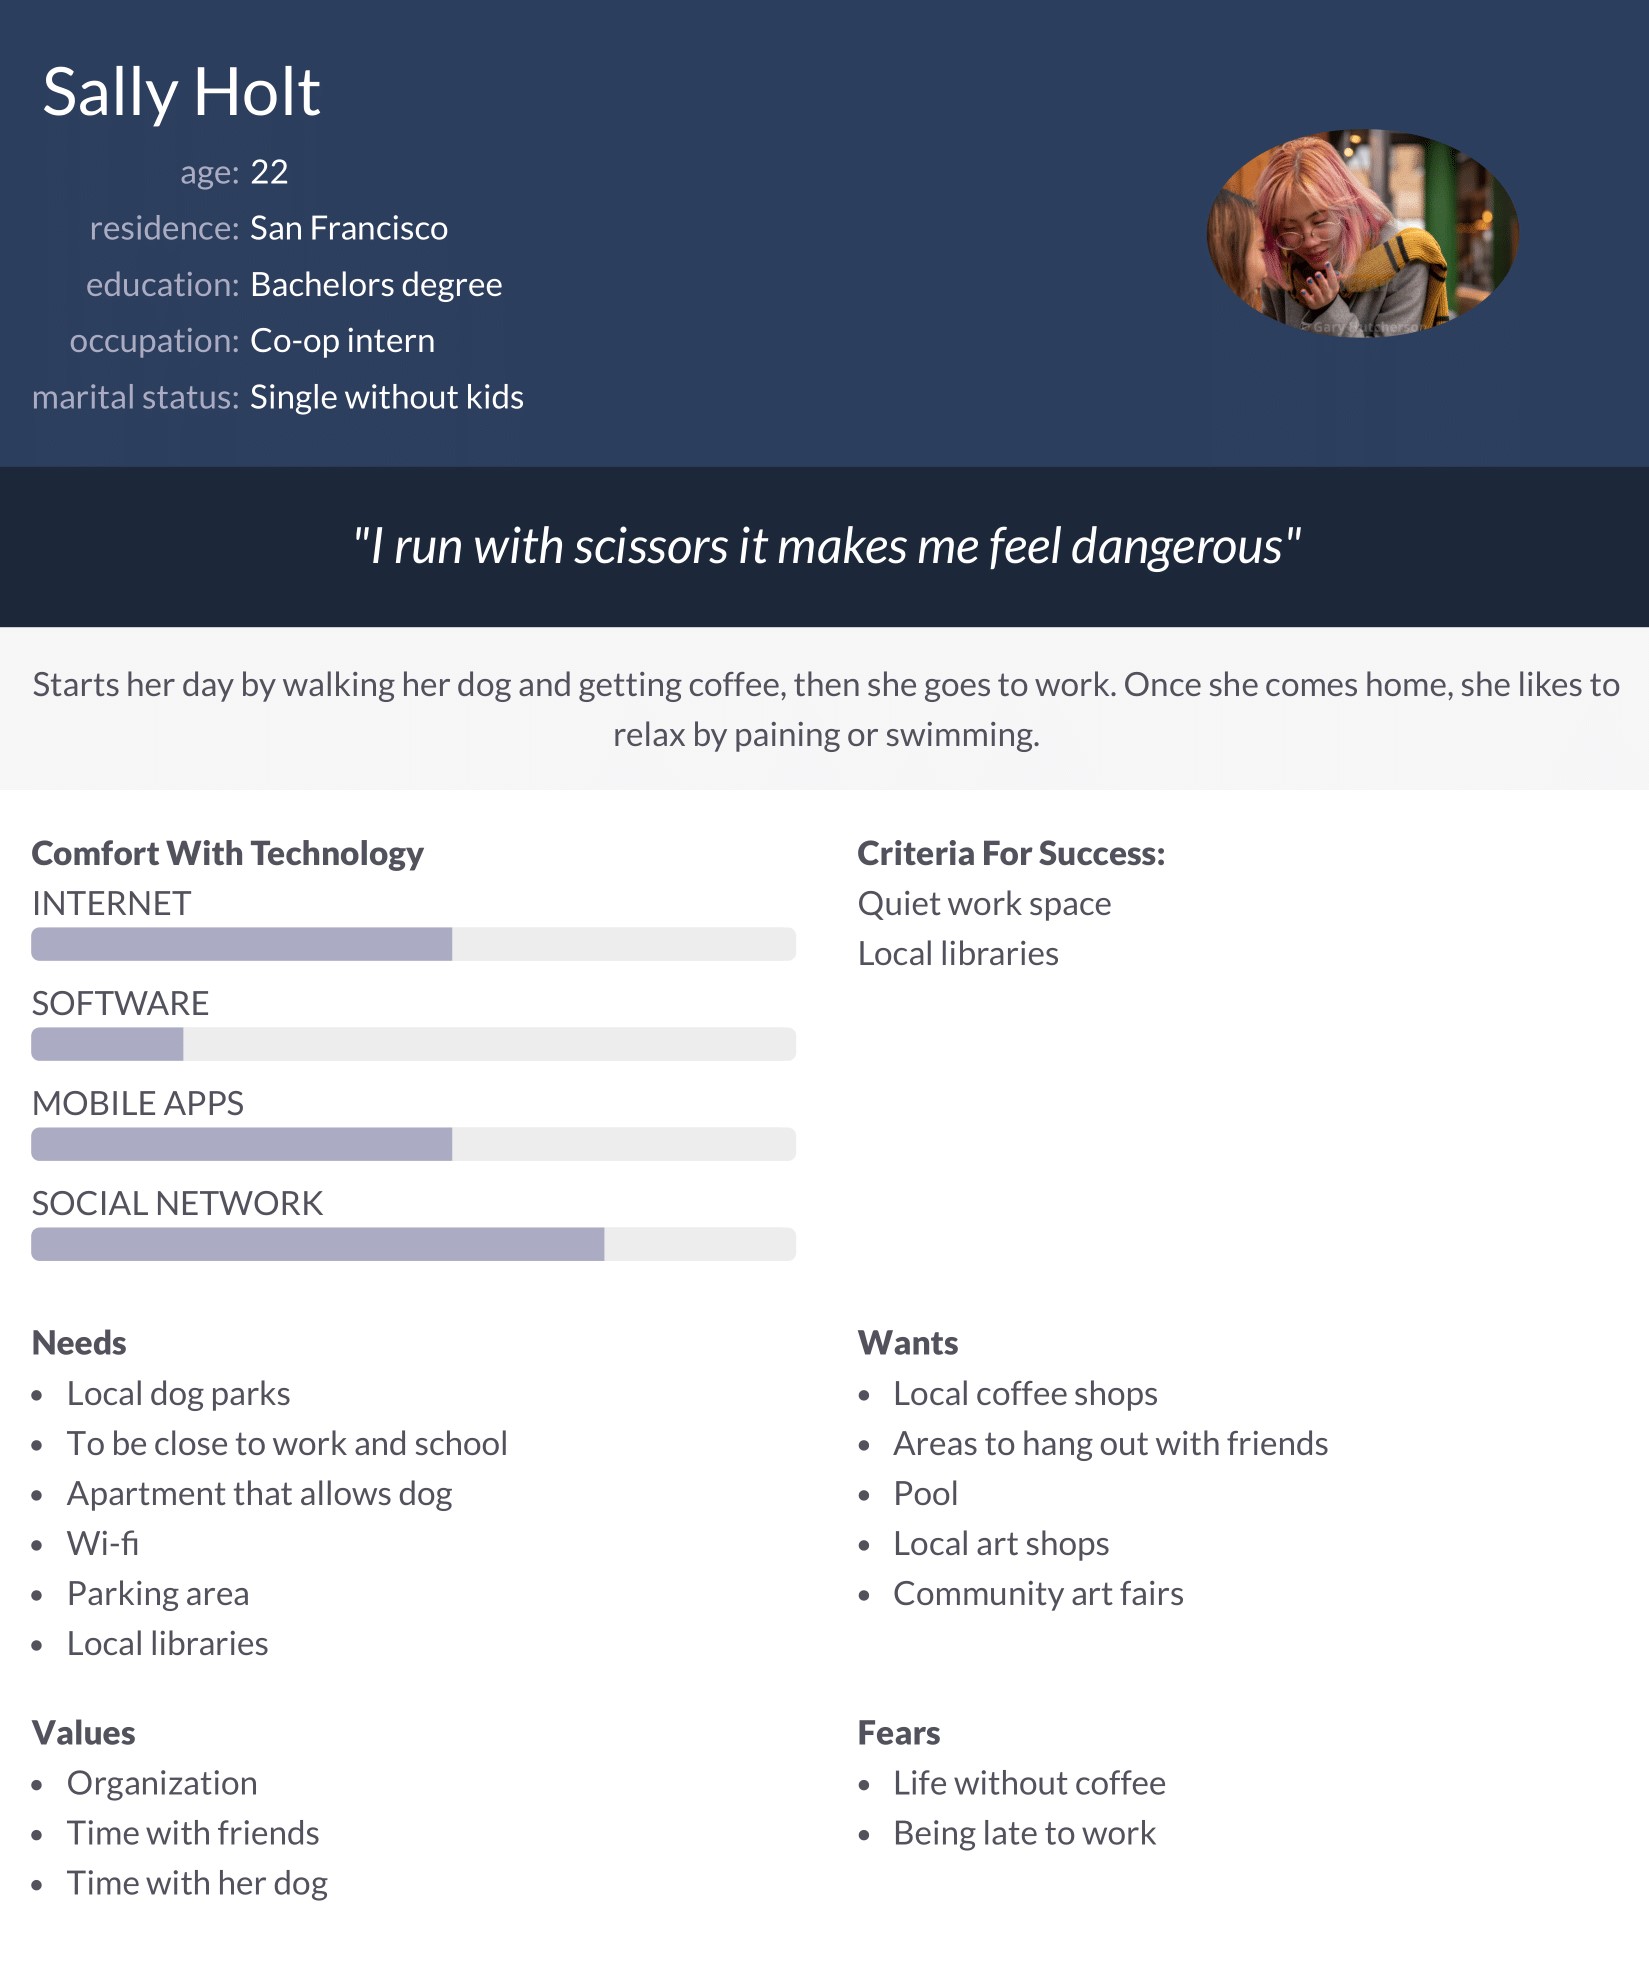 Sally Holt
age: 22
residence: San Francisco
education: Bachelors degree
occupation: Co-op intern
marital status: Single without kids
Gary Hutcherson
"I run with scissors it makes me feel dangerous"
Starts her day by walking her dog and getting coffee, then she goes to work. Once she comes home, she likes to
relax by paining or swimming.
Comfort With Technology
INTERNET
SOFTWARE
MOBILE APPS
SOCIAL NETWORK
Criteria For Success:
Quiet work space
Local libraries
Needs
• Local dog parks
• To be close to work and school
• Apartment that allows dog
• Wi-fi
• Parking area
• Local libraries
Wants
• Local coffee shops
• Areas to hang out with friends
• Pool
• Local art shops
• Community art fairs
Values
• Organization
• Time with friends
• Time with her dog
Fears
• Life without coffee
• Being late to work